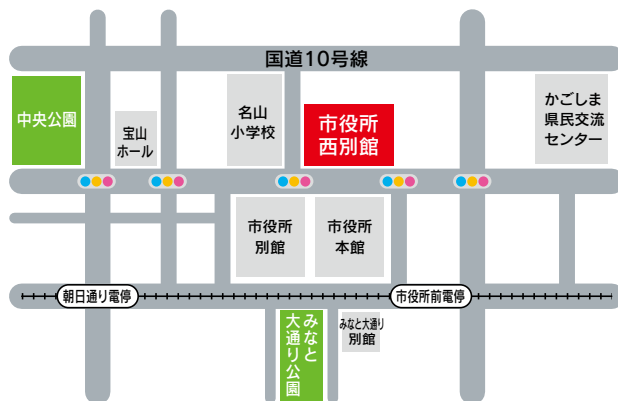 国道10号線
中央公園
宝山
ホール
名山
小学校
市役所
西別館
かごしま
県民交流
センター
市役所
別館
市役所
本館
朝日通り電停
市役所前電停
みなと
大通り公園
みなと大通り
別館